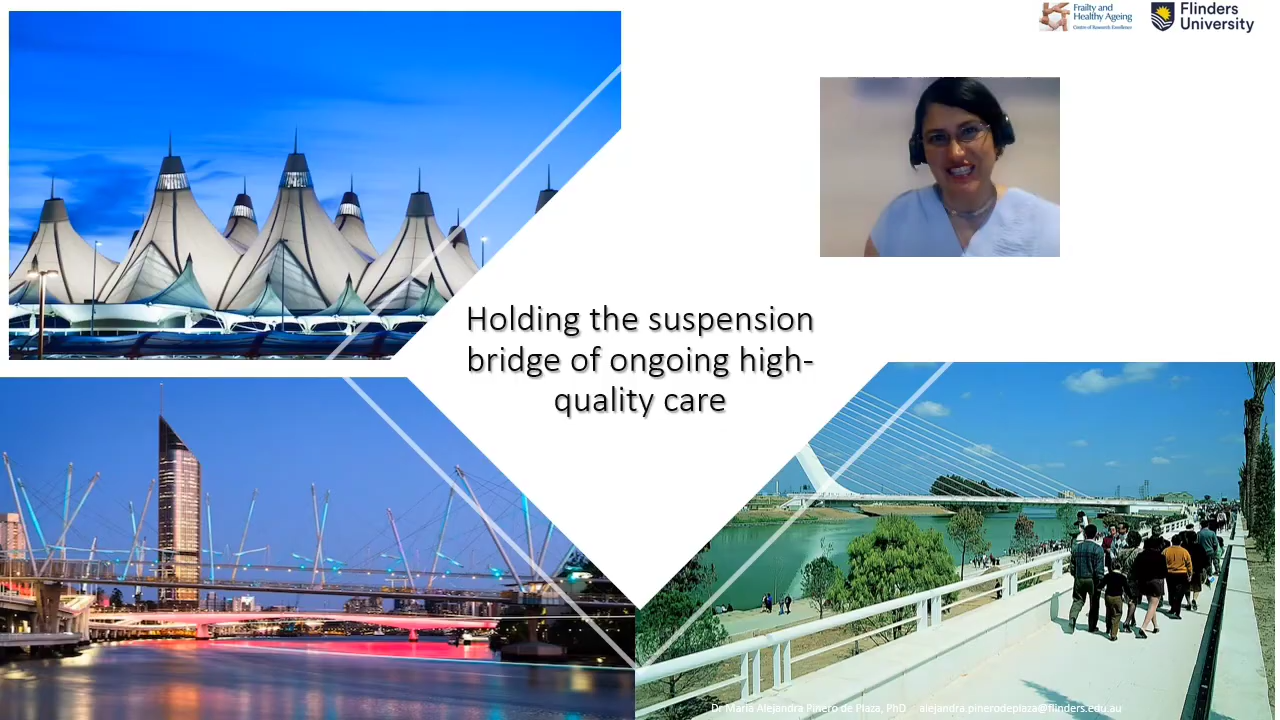 Frailty and
Healthy Ageing
Centre of Research Excellence
Flinders
University
Holding the suspension
bridge of ongoing high-
quality care
Dr Maria Alejandra Pinero de Plaza, PhD alejandra.pinerodeplaza@flinders.edu.au